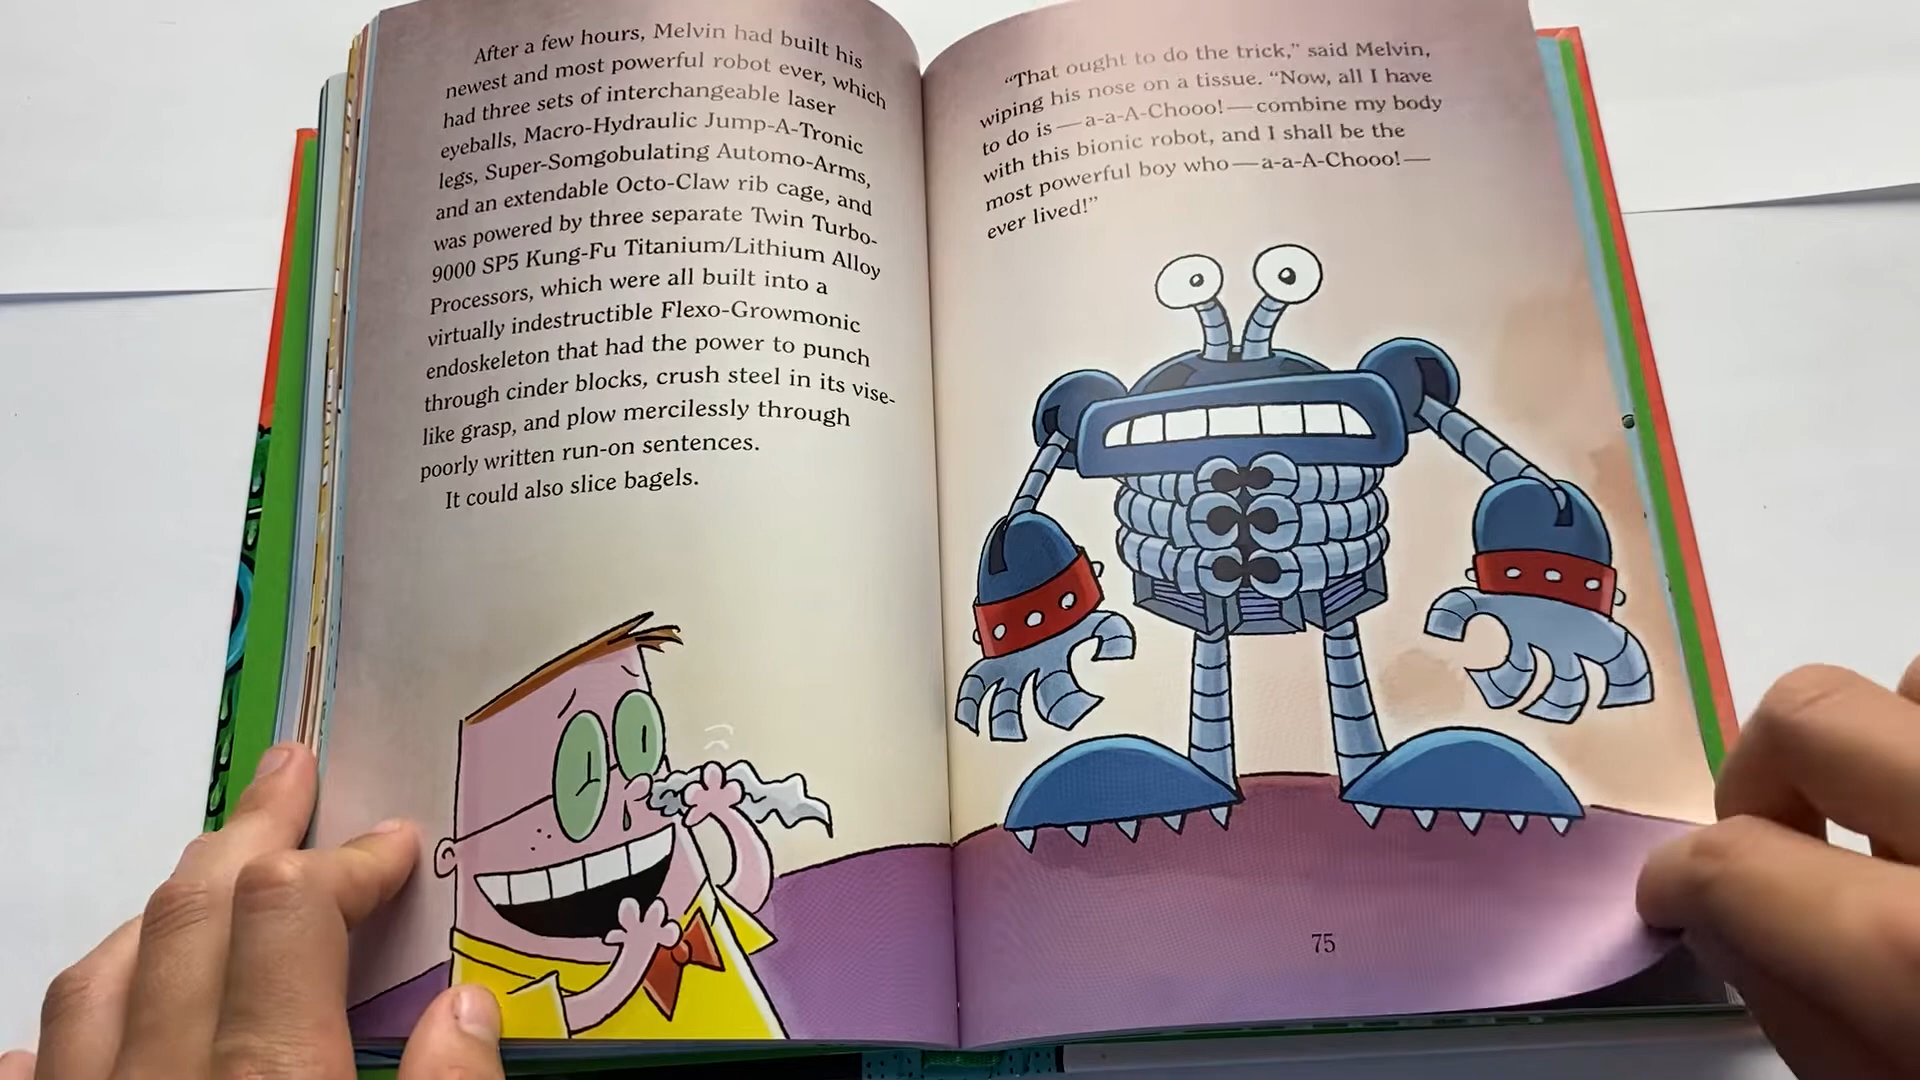 After a few hours, Melvin had built his
newest and most powerful robot ever, which
had three sets of interchangeable laser
eyeballs, Macro-Hydraulic Jump-A-Tronic
legs, Super-Somgobulating Automo-Arms,
and an extendable Octo-Claw rib cage, and
was powered by three separate Twin Turbo-
9000 SP5 Kung-Fu Titanium/Lithium Alloy
Processors, which were all built into a
virtually indestructible Flexo-Growmonic
endoskeleton that had the power to punch
through cinder blocks, crush steel in its vise-
like grasp, and plow mercilessly through
poorly written run-on sentences.
It could also slice bagels.
“That ought to do the trick,” said Melvin,
wiping his nose on a tissue. “Now, all I have
to do is — a-a-A-Chooo! — combine my body
with this bionic robot, and I shall be the
most powerful boy who — a-a-A-Chooo! —
ever lived!”
75